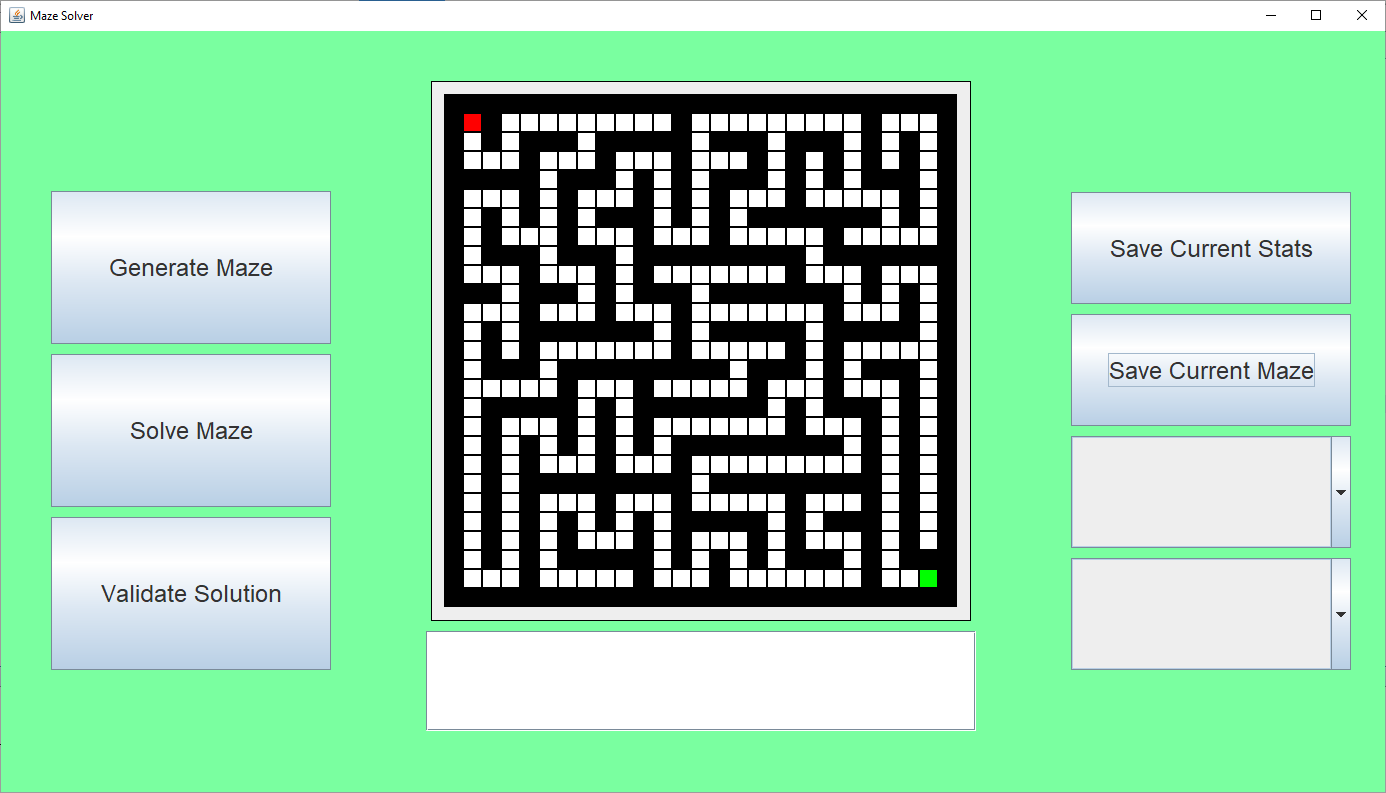 Maze Solver
Generate Maze
Solve Maze
Validate Solution
Save Current Stats
Save Current Maze